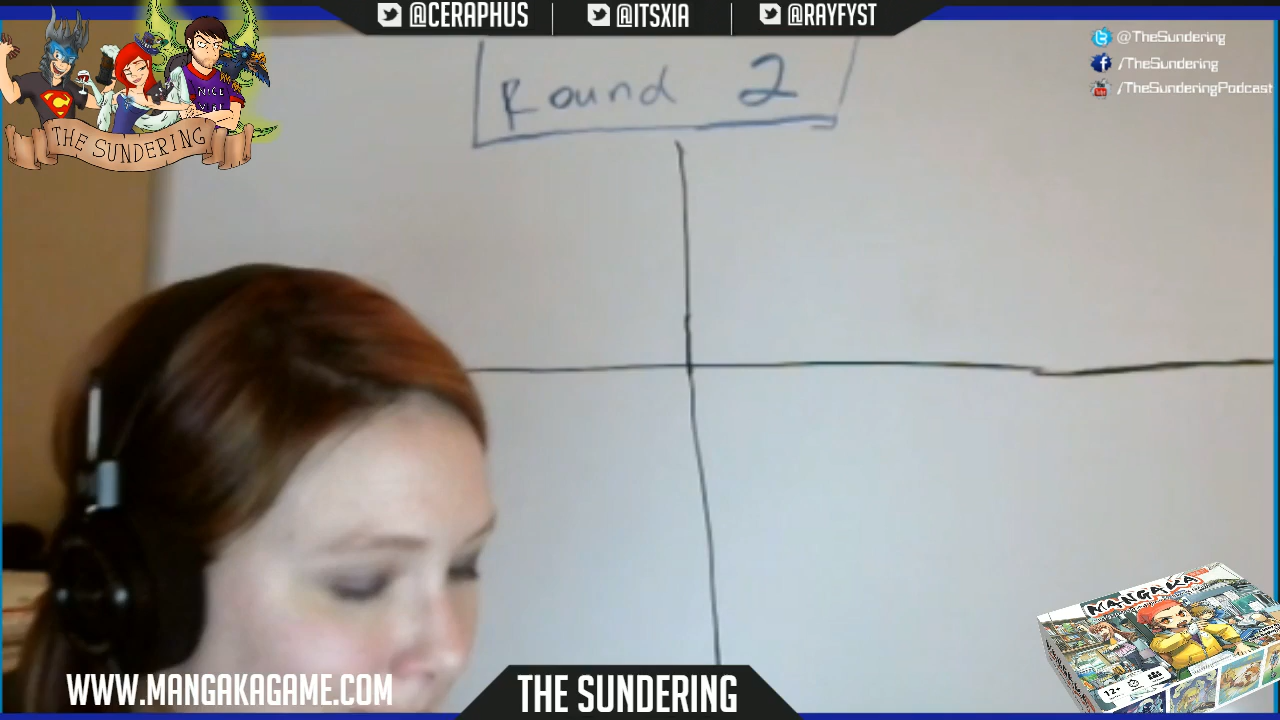 @CERAPHUS
@ITSXIA
@RAYFYST
THE SUNDERING
Round 2
@TheSundering
/TheSundering
/TheSunderingPodcast
MANGAKA
12+
WWW.MANGAKAGAME.COM
THE SUNDERING